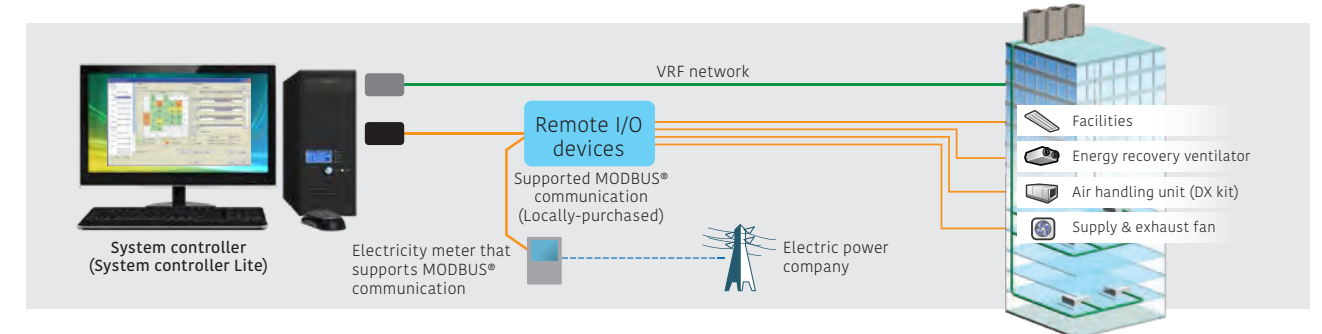 VRF network
Remote I/O
devices
Supported MODBUS®
communication
(Locally-purchased)
System controller
(System controller Lite)
Electricity meter that
supports MODBUS®
communication
Electric power
company
Facilities
Energy recovery ventilator
Air handling unit (DX kit)
Supply & exhaust fan